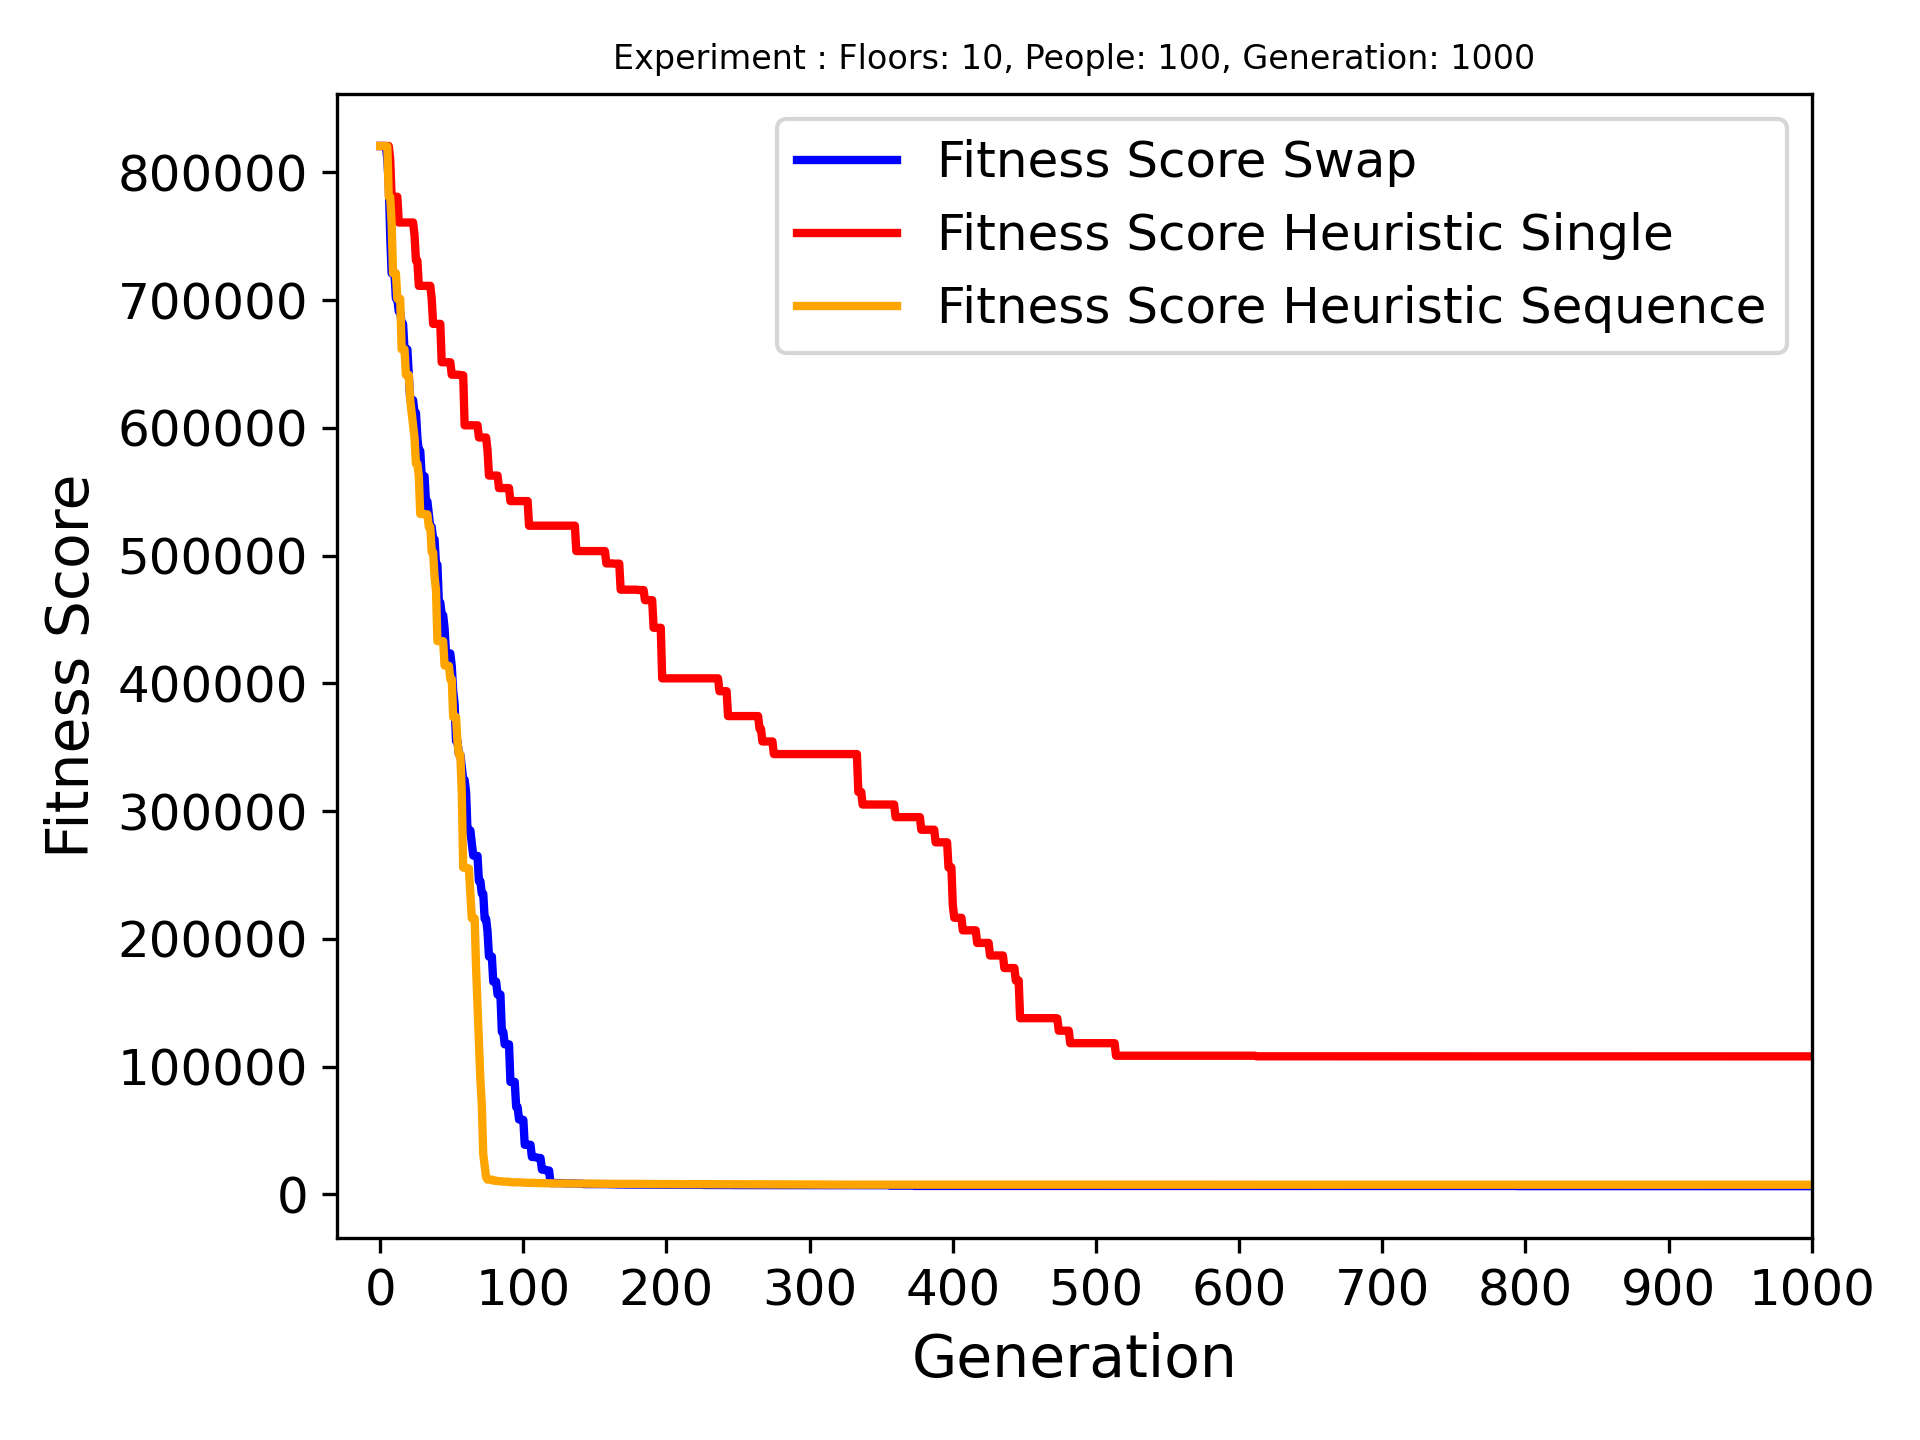 Experiment : Floors: 10, People: 100, Generation: 1000
Fitness Score Swap
Fitness Score Heuristic Single
Fitness Score Heuristic Sequence
Fitness Score
800000
700000
600000
500000
400000
300000
200000
100000
0
0 100 200 300 400 500 600 700 800 900 1000
Generation